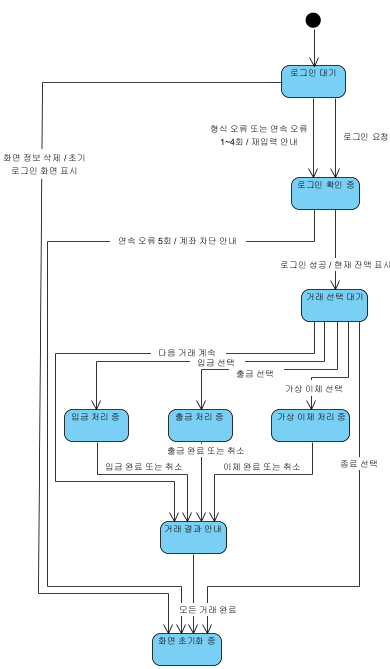 로그인 대기
형식 오류 또는 연속 오류
1~4회 / 재입력 안내
로그인 요청
화면 정보 삭제 / 초기
로그인 화면 표시
로그인 확인 중
연속 오류 5회 / 계좌 차단 안내
로그인 성공 / 현재 잔액 표시
거래 선택 대기
다음 거래 계속
입금 선택
출금 선택
가상 이체 선택
입금 처리 중
출금 처리 중
가상 이체 처리 중
출금 완료 또는 취소
입금 완료 또는 취소
이체 완료 또는 취소
종료 선택
거래 결과 안내
모든 거래 완료
화면 초기화 중